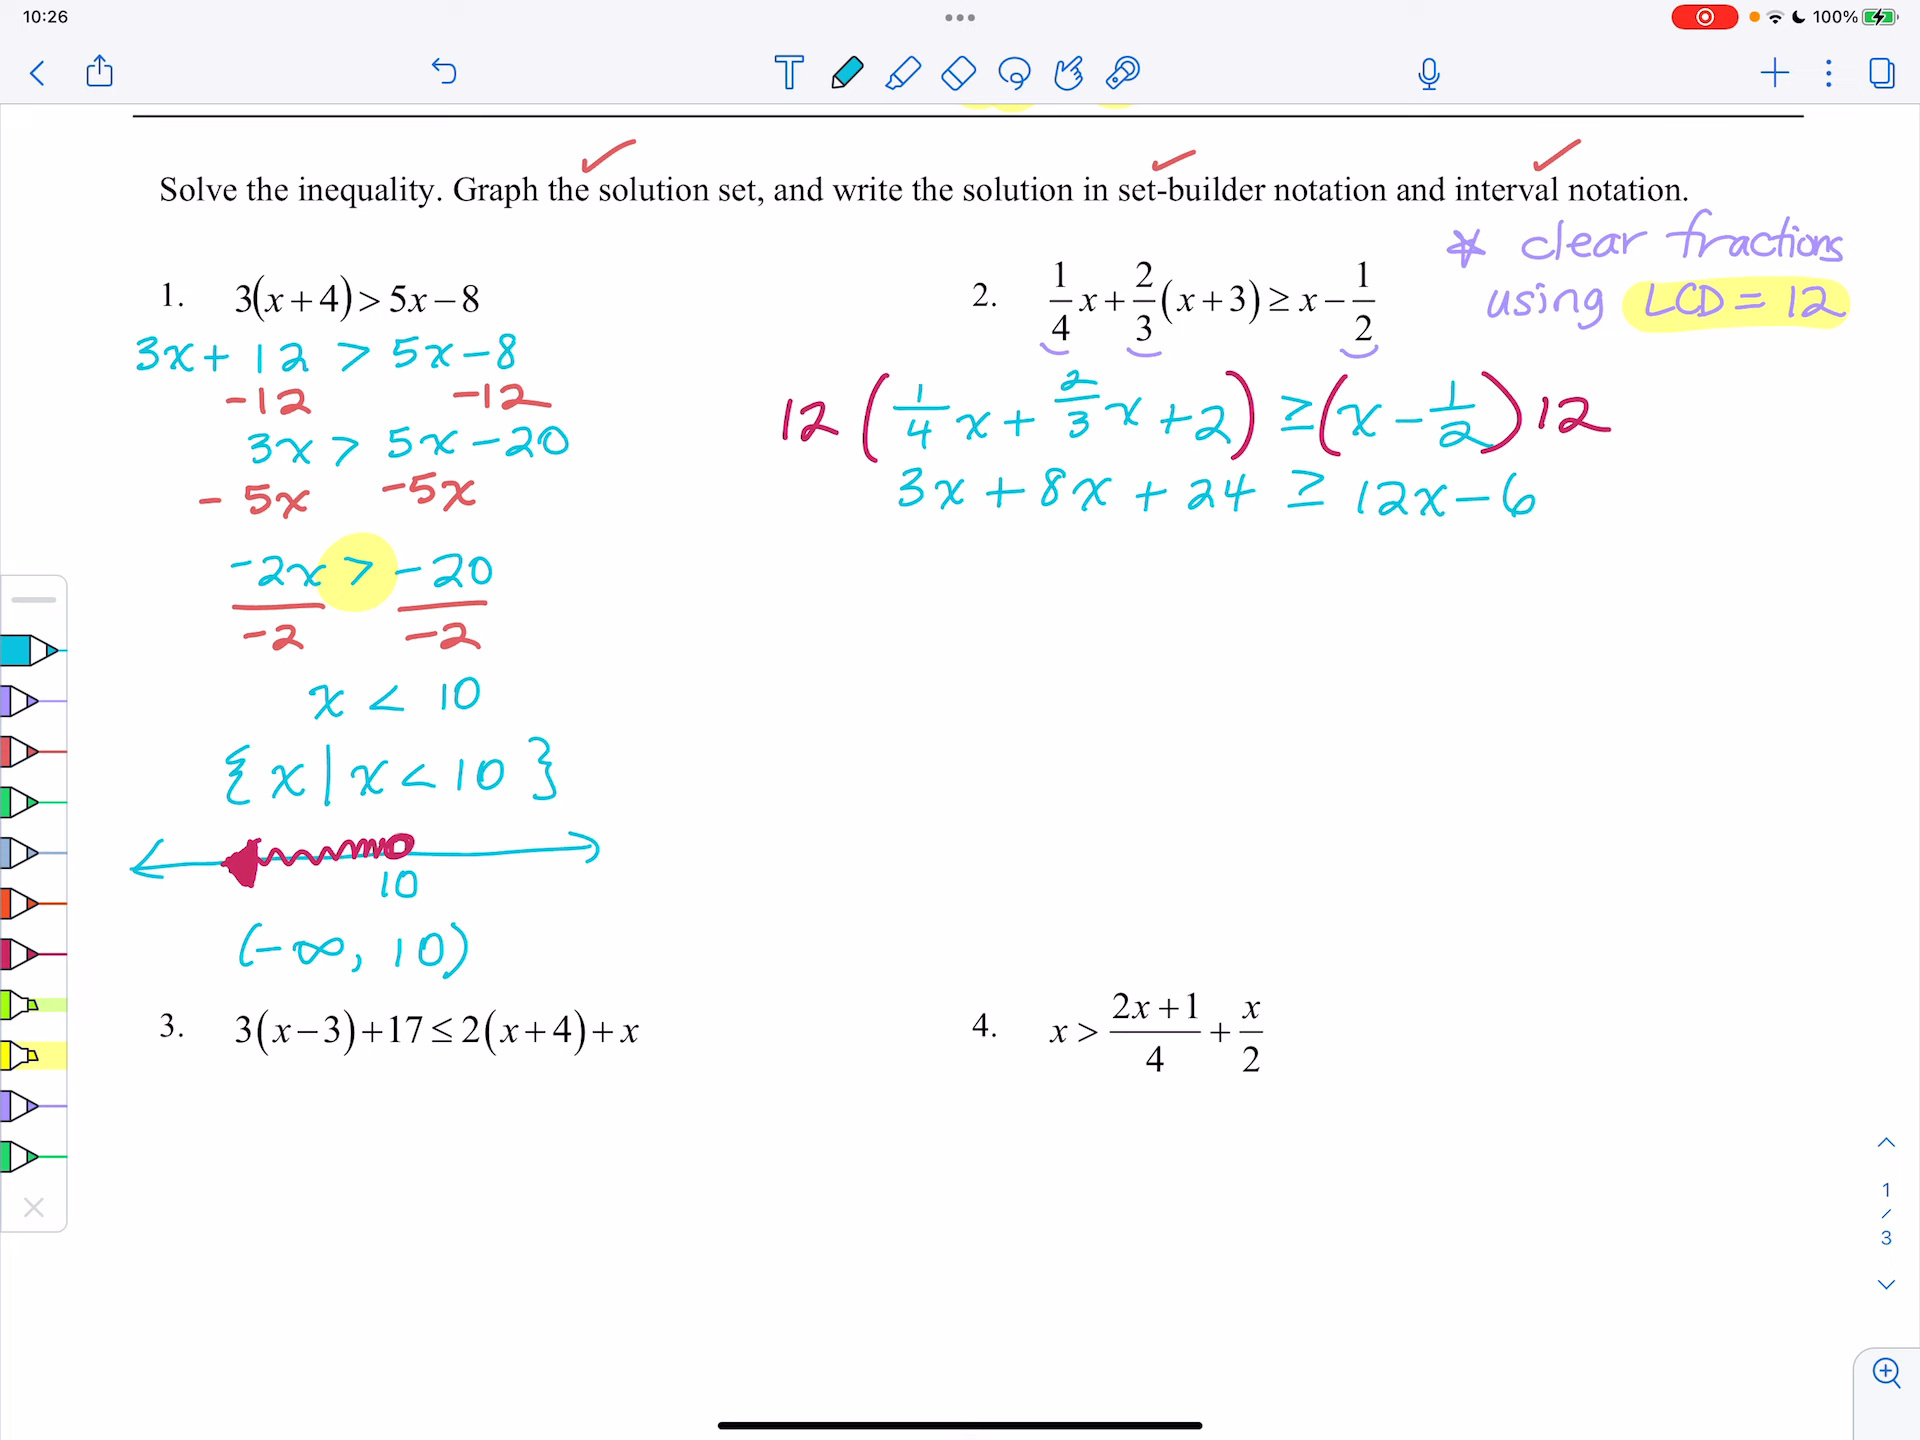 10:26
100%
Solve the inequality. Graph the solution set, and write the solution in set-builder notation and interval notation.
* clear fractions
using LCD = 12
1. 3(x+4)>5x−8
3x + 12 > 5x − 8
−12 −12
3x > 5x − 20
− 5x −5x
−2x > −20
−2 −2
x < 10
{ x | x < 10 }
10
(−∞, 10)
2. 1/4 x + 2/3 (x+3) ≥ x − 1/2
12 ( 1/4 x + 2/3 x + 2 ) ≥ ( x − 1/2 ) 12
3x + 8x + 24 ≥ 12x − 6
3. 3(x−3)+17≤2(x+4)+x
4. x > (2x+1)/4 + x/2
1
/
3